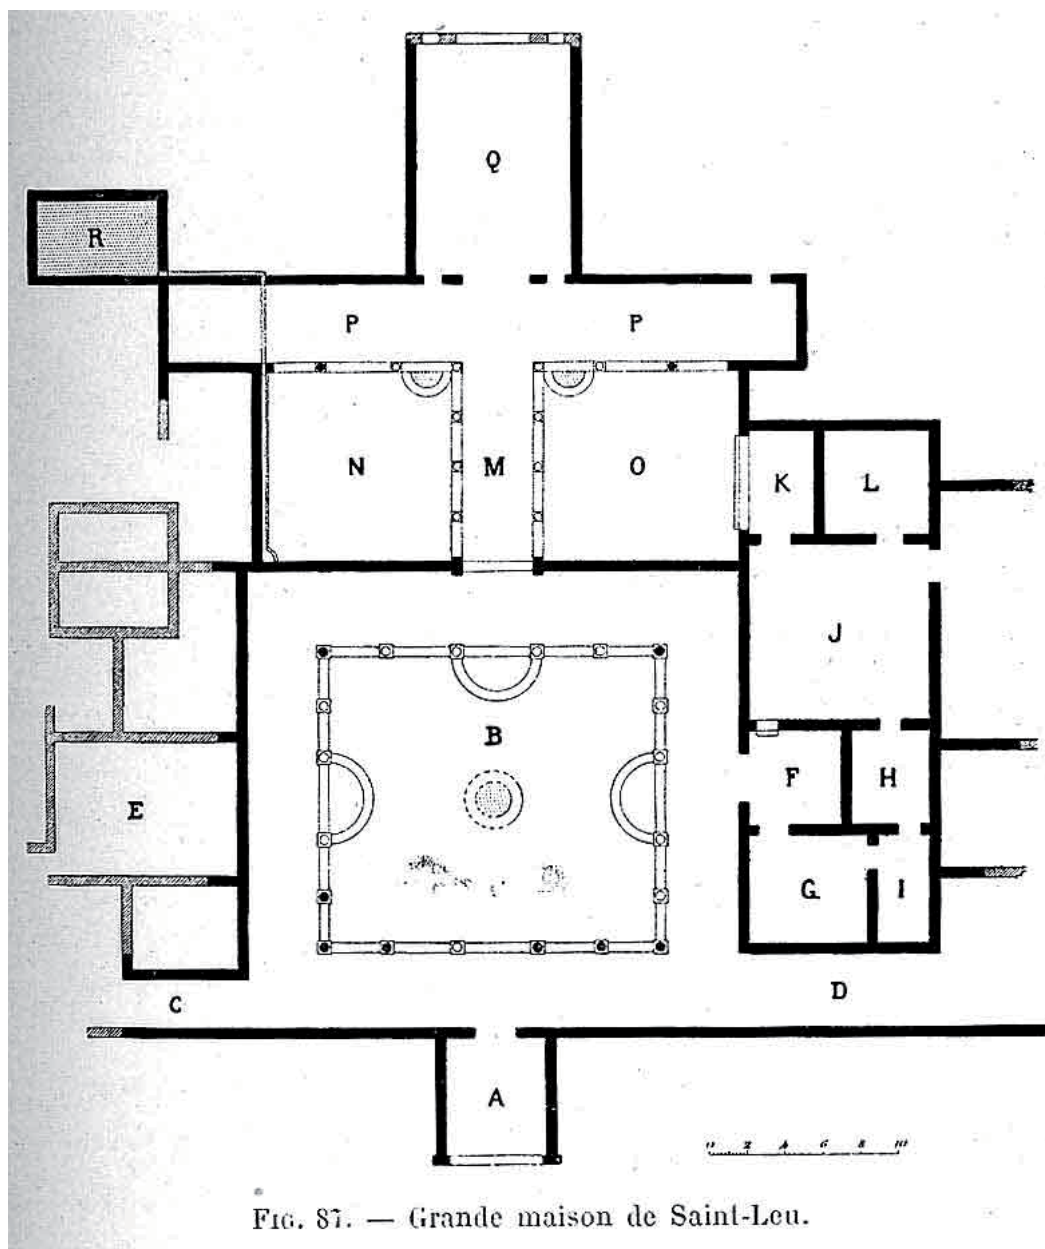 Q
R
P P
N M O K L
J
B
F H
E
G. I
D
C
A
0 2 4 6 8 10
FIG. 87. — Grande maison de Saint-Leu.